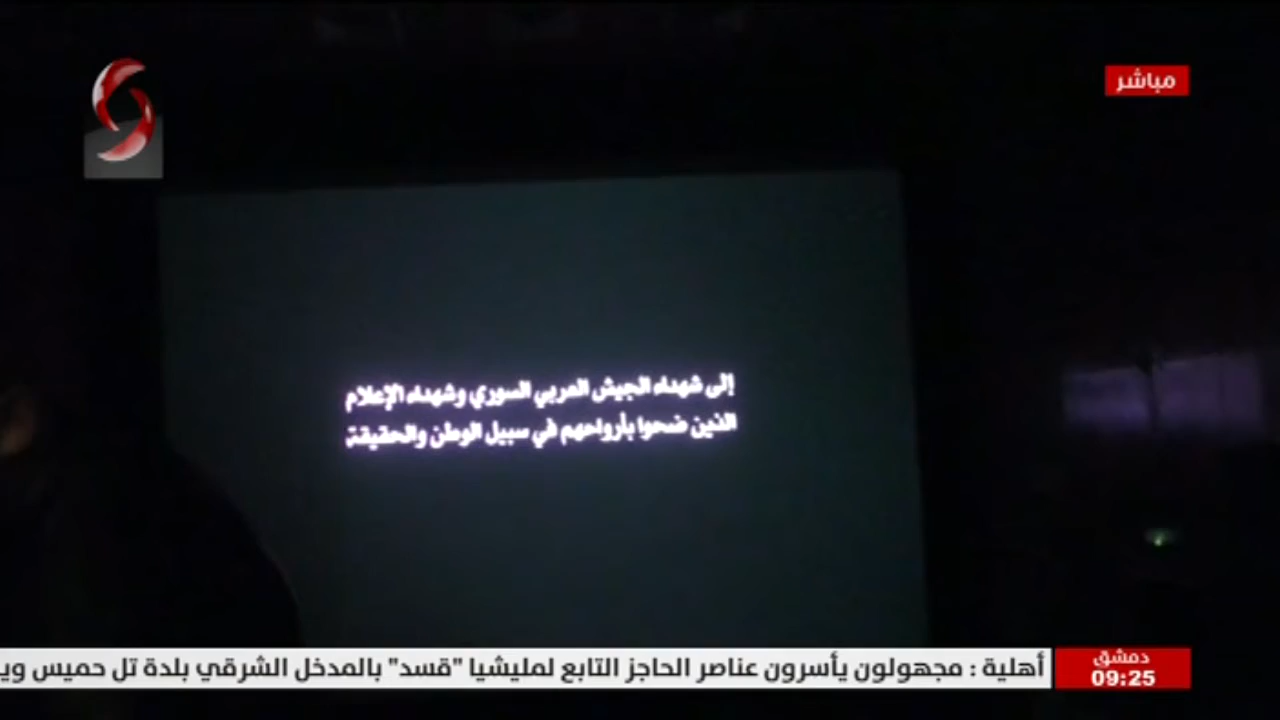 مباشر
إلى شهداء الجيش العربي السوري وشهداء الإعلام
الذين ضحوا بأرواحهم في سبيل الوطن والحقيقة
دمشق
09:25
أهلية : مجهولون يأسرون عناصر الحاجز التابع لمليشيا "قسد" بالمدخل الشرقي بلدة تل حميس